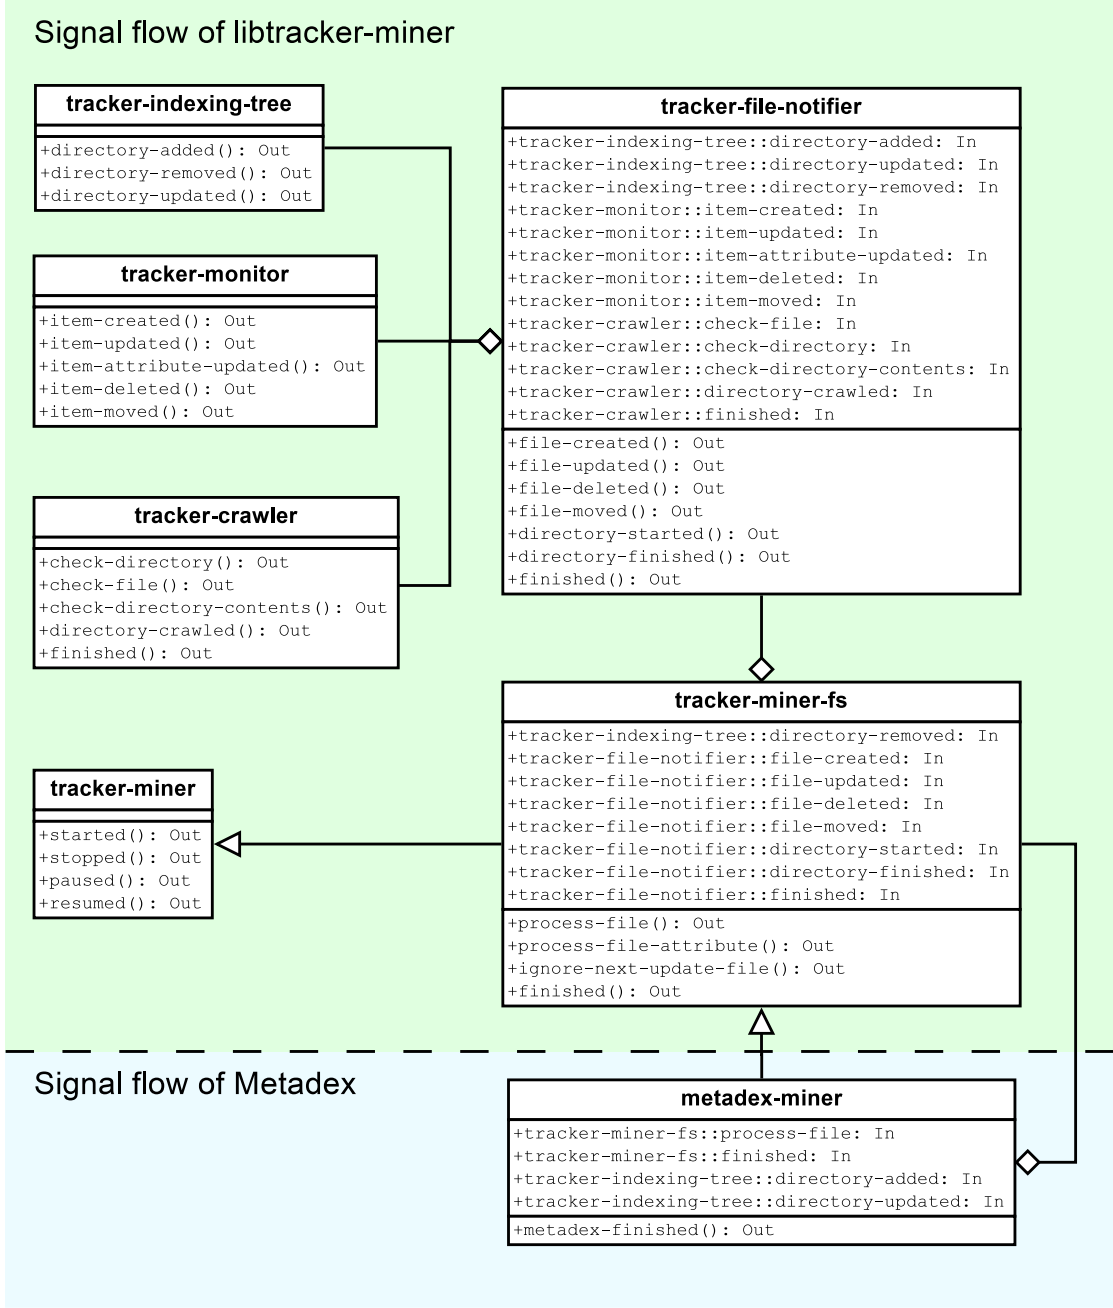 Signal flow of libtracker-miner
tracker-indexing-tree
+directory-added(): Out
+directory-removed(): Out
+directory-updated(): Out
tracker-monitor
+item-created(): Out
+item-updated(): Out
+item-attribute-updated(): Out
+item-deleted(): Out
+item-moved(): Out
tracker-crawler
+check-directory(): Out
+check-file(): Out
+check-directory-contents(): Out
+directory-crawled(): Out
+finished(): Out
tracker-miner
+started(): Out
+stopped(): Out
+paused(): Out
+resumed(): Out
tracker-file-notifier
+tracker-indexing-tree::directory-added: In
+tracker-indexing-tree::directory-updated: In
+tracker-indexing-tree::directory-removed: In
+tracker-monitor::item-created: In
+tracker-monitor::item-updated: In
+tracker-monitor::item-attribute-updated: In
+tracker-monitor::item-deleted: In
+tracker-monitor::item-moved: In
+tracker-crawler::check-file: In
+tracker-crawler::check-directory: In
+tracker-crawler::check-directory-contents: In
+tracker-crawler::directory-crawled: In
+tracker-crawler::finished: In
+file-created(): Out
+file-updated(): Out
+file-deleted(): Out
+file-moved(): Out
+directory-started(): Out
+directory-finished(): Out
+finished(): Out
tracker-miner-fs
+tracker-indexing-tree::directory-removed: In
+tracker-file-notifier::file-created: In
+tracker-file-notifier::file-updated: In
+tracker-file-notifier::file-deleted: In
+tracker-file-notifier::file-moved: In
+tracker-file-notifier::directory-started: In
+tracker-file-notifier::directory-finished: In
+tracker-file-notifier::finished: In
+process-file(): Out
+process-file-attribute(): Out
+ignore-next-update-file(): Out
+finished(): Out
Signal flow of Metadex
metadex-miner
+tracker-miner-fs::process-file: In
+tracker-miner-fs::finished: In
+tracker-indexing-tree::directory-added: In
+tracker-indexing-tree::directory-updated: In
+metadex-finished(): Out